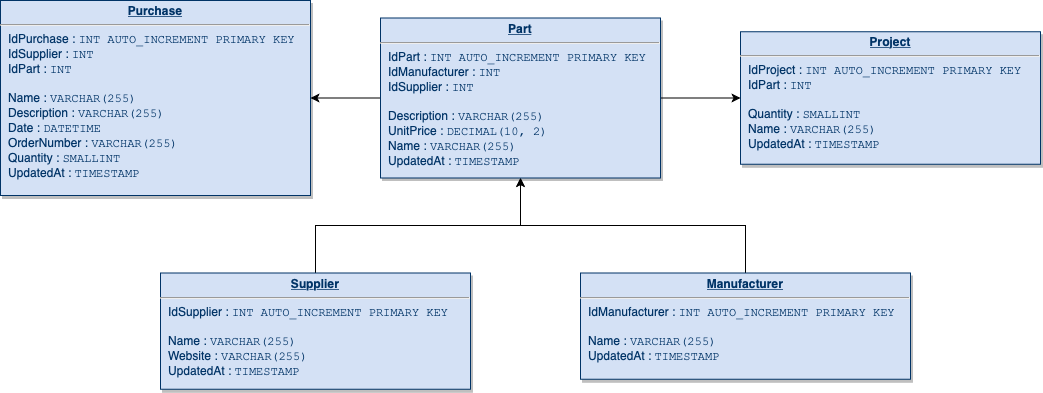 Purchase
IdPurchase : INT AUTO_INCREMENT PRIMARY KEY
IdSupplier : INT
IdPart : INT
Name : VARCHAR(255)
Description : VARCHAR(255)
Date : DATETIME
OrderNumber : VARCHAR(255)
Quantity : SMALLINT
UpdatedAt : TIMESTAMP
Part
IdPart : INT AUTO_INCREMENT PRIMARY KEY
IdManufacturer : INT
IdSupplier : INT
Description : VARCHAR(255)
UnitPrice : DECIMAL(10, 2)
Name : VARCHAR(255)
UpdatedAt : TIMESTAMP
Project
IdProject : INT AUTO_INCREMENT PRIMARY KEY
IdPart : INT
Quantity : SMALLINT
Name : VARCHAR(255)
UpdatedAt : TIMESTAMP
Supplier
IdSupplier : INT AUTO_INCREMENT PRIMARY KEY
Name : VARCHAR(255)
Website : VARCHAR(255)
UpdatedAt : TIMESTAMP
Manufacturer
IdManufacturer : INT AUTO_INCREMENT PRIMARY KEY
Name : VARCHAR(255)
UpdatedAt : TIMESTAMP